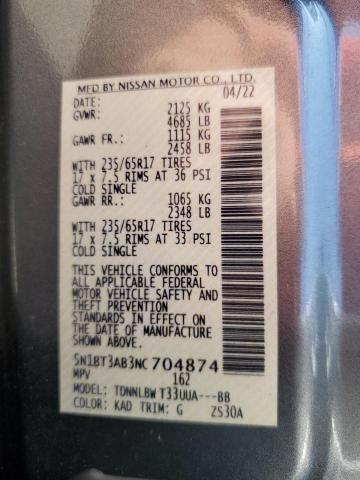 MFD BY NISSAN MOTOR CO., LTD.
DATE: 04/22
GVWR: 2125 KG
4685 LB
GAWR FR.: 1115 KG
2458 LB
WITH 235/65R17 TIRES
17 x 7.5 RIMS AT 36 PSI
COLD SINGLE
GAWR RR.: 1065 KG
2348 LB
WITH 235/65R17 TIRES
17 x 7.5 RIMS AT 33 PSI
COLD SINGLE
THIS VEHICLE CONFORMS TO
ALL APPLICABLE FEDERAL
MOTOR VEHICLE SAFETY AND
THEFT PREVENTION
STANDARDS IN EFFECT ON
THE DATE OF MANUFACTURE
SHOWN ABOVE.
5N1BT3AB3NC704874
MPV 162
MODEL: TDNNLBW T33UUA---BB
COLOR: KAD TRIM: G ZS30A